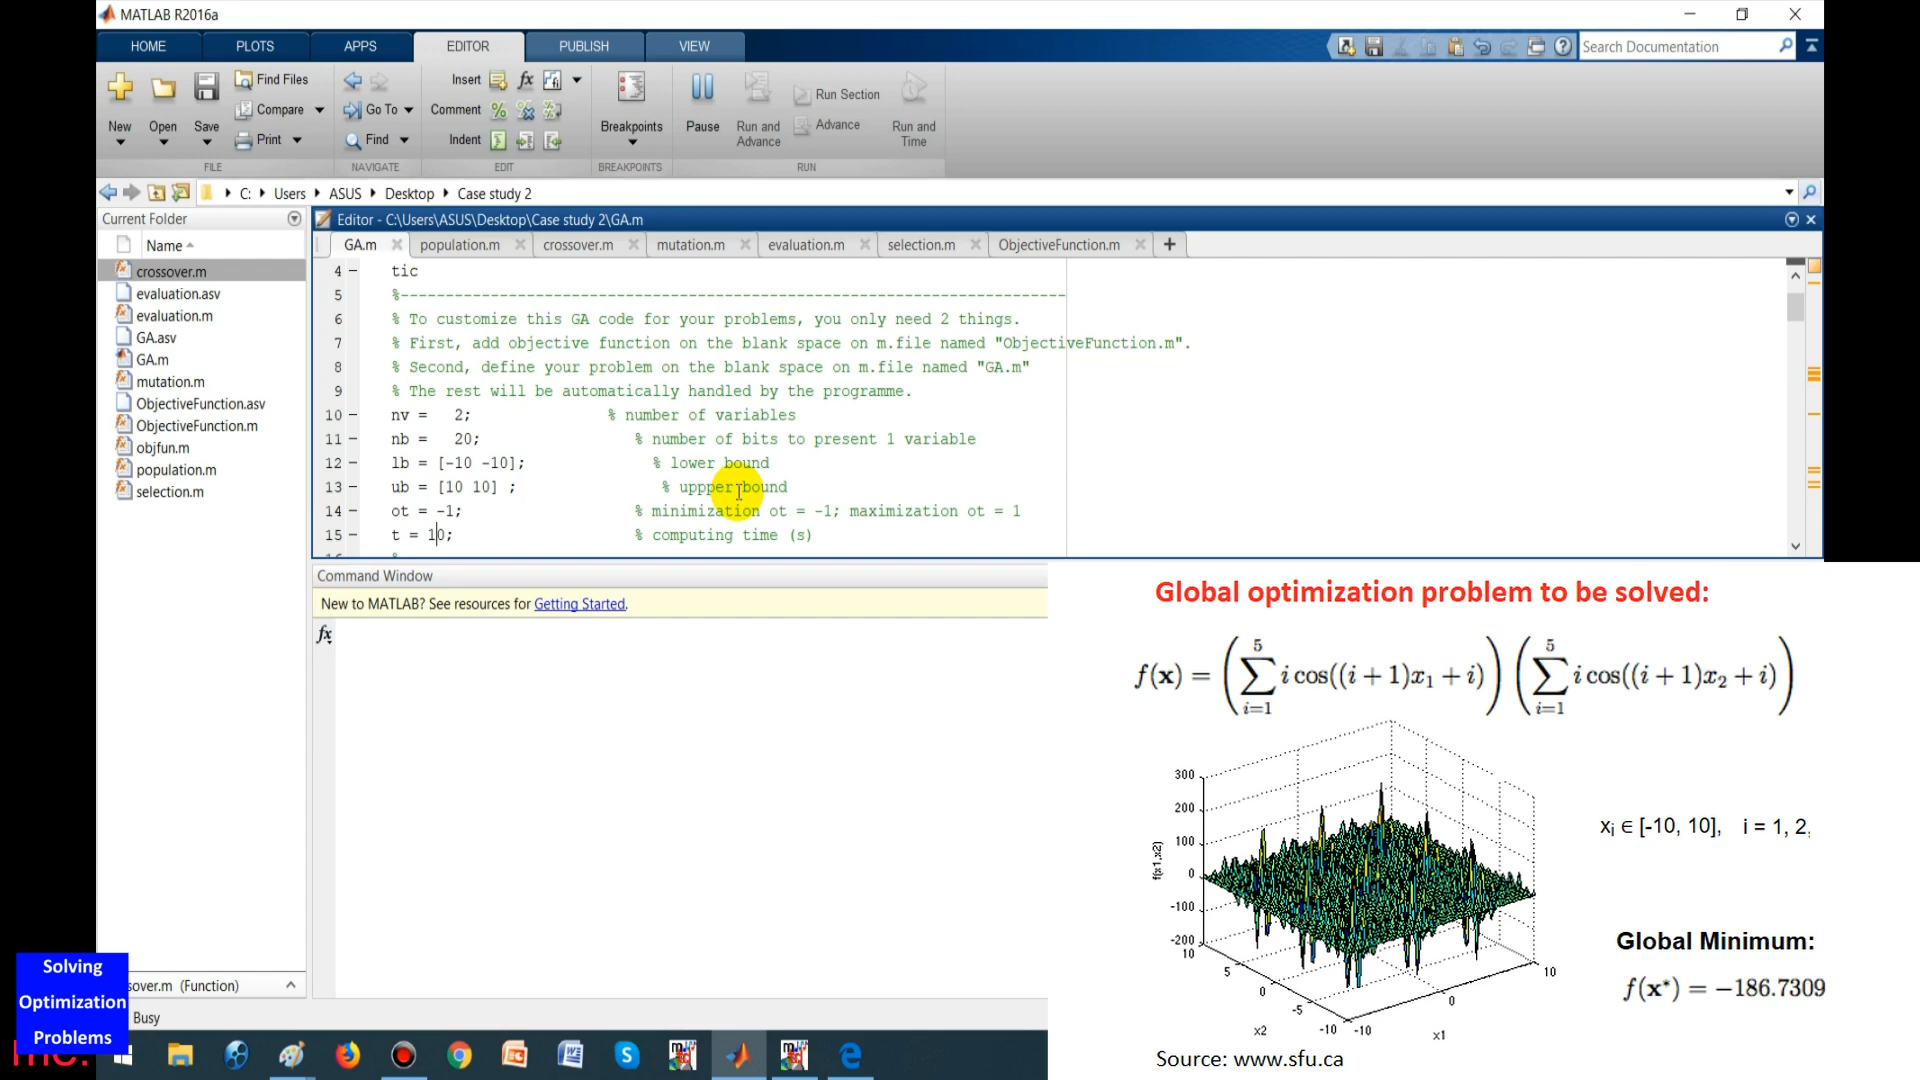 MATLAB R2016a
HOME PLOTS APPS EDITOR PUBLISH VIEW
Search Documentation
New Open Save
Find Files
Compare
Print
FILE
Go To
Find
NAVIGATE
Insert fx
Comment
Indent
EDIT
Breakpoints
BREAKPOINTS
Pause
Run and Advance
Run Section
Advance
Run and Time
RUN
C: Users ASUS Desktop Case study 2
Current Folder
Name
crossover.m
evaluation.asv
evaluation.m
GA.asv
GA.m
mutation.m
ObjectiveFunction.asv
ObjectiveFunction.m
objfun.m
population.m
selection.m
Editor - C:\Users\ASUS\Desktop\Case study 2\GA.m
GA.m population.m crossover.m mutation.m evaluation.m selection.m ObjectiveFunction.m
4 – tic
5 %--------------------------------------------------------------------------
6 % To customize this GA code for your problems, you only need 2 things.
7 % First, add objective function on the blank space on m.file named "ObjectiveFunction.m".
8 % Second, define your problem on the blank space on m.file named "GA.m"
9 % The rest will be automatically handled by the programme.
10 – nv = 2; % number of variables
11 – nb = 20; % number of bits to present 1 variable
12 – lb = [-10 -10]; % lower bound
13 – ub = [10 10] ; % uppper bound
14 – ot = -1; % minimization ot = -1; maximization ot = 1
15 – t = 10; % computing time (s)
Command Window
New to MATLAB? See resources for Getting Started.
fx
Global optimization problem to be solved:
f(x) = (∑_{i=1}^{5} i cos((i + 1)x₁ + i)) (∑_{i=1}^{5} i cos((i + 1)x₂ + i))
300
200
100
0
-100
-200
f(x1,x2)
10 5 0 -5 -10
x2
-10 0 10
x1
xᵢ ∈ [-10, 10], i = 1, 2,
Global Minimum:
f(x*) = −186.7309
Source: www.sfu.ca
over.m (Function)
Busy
Solving
Optimization
Problems